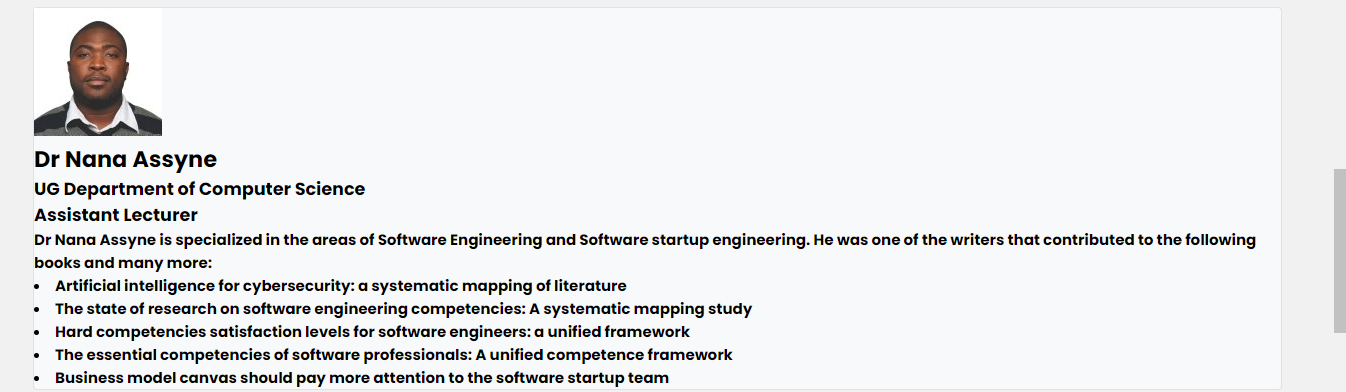 Dr Nana Assyne
UG Department of Computer Science
Assistant Lecturer
Dr Nana Assyne is specialized in the areas of Software Engineering and Software startup engineering. He was one of the writers that contributed to the following
books and many more:
• Artificial intelligence for cybersecurity: a systematic mapping of literature
• The state of research on software engineering competencies: A systematic mapping study
• Hard competencies satisfaction levels for software engineers: a unified framework
• The essential competencies of software professionals: A unified competence framework
• Business model canvas should pay more attention to the software startup team